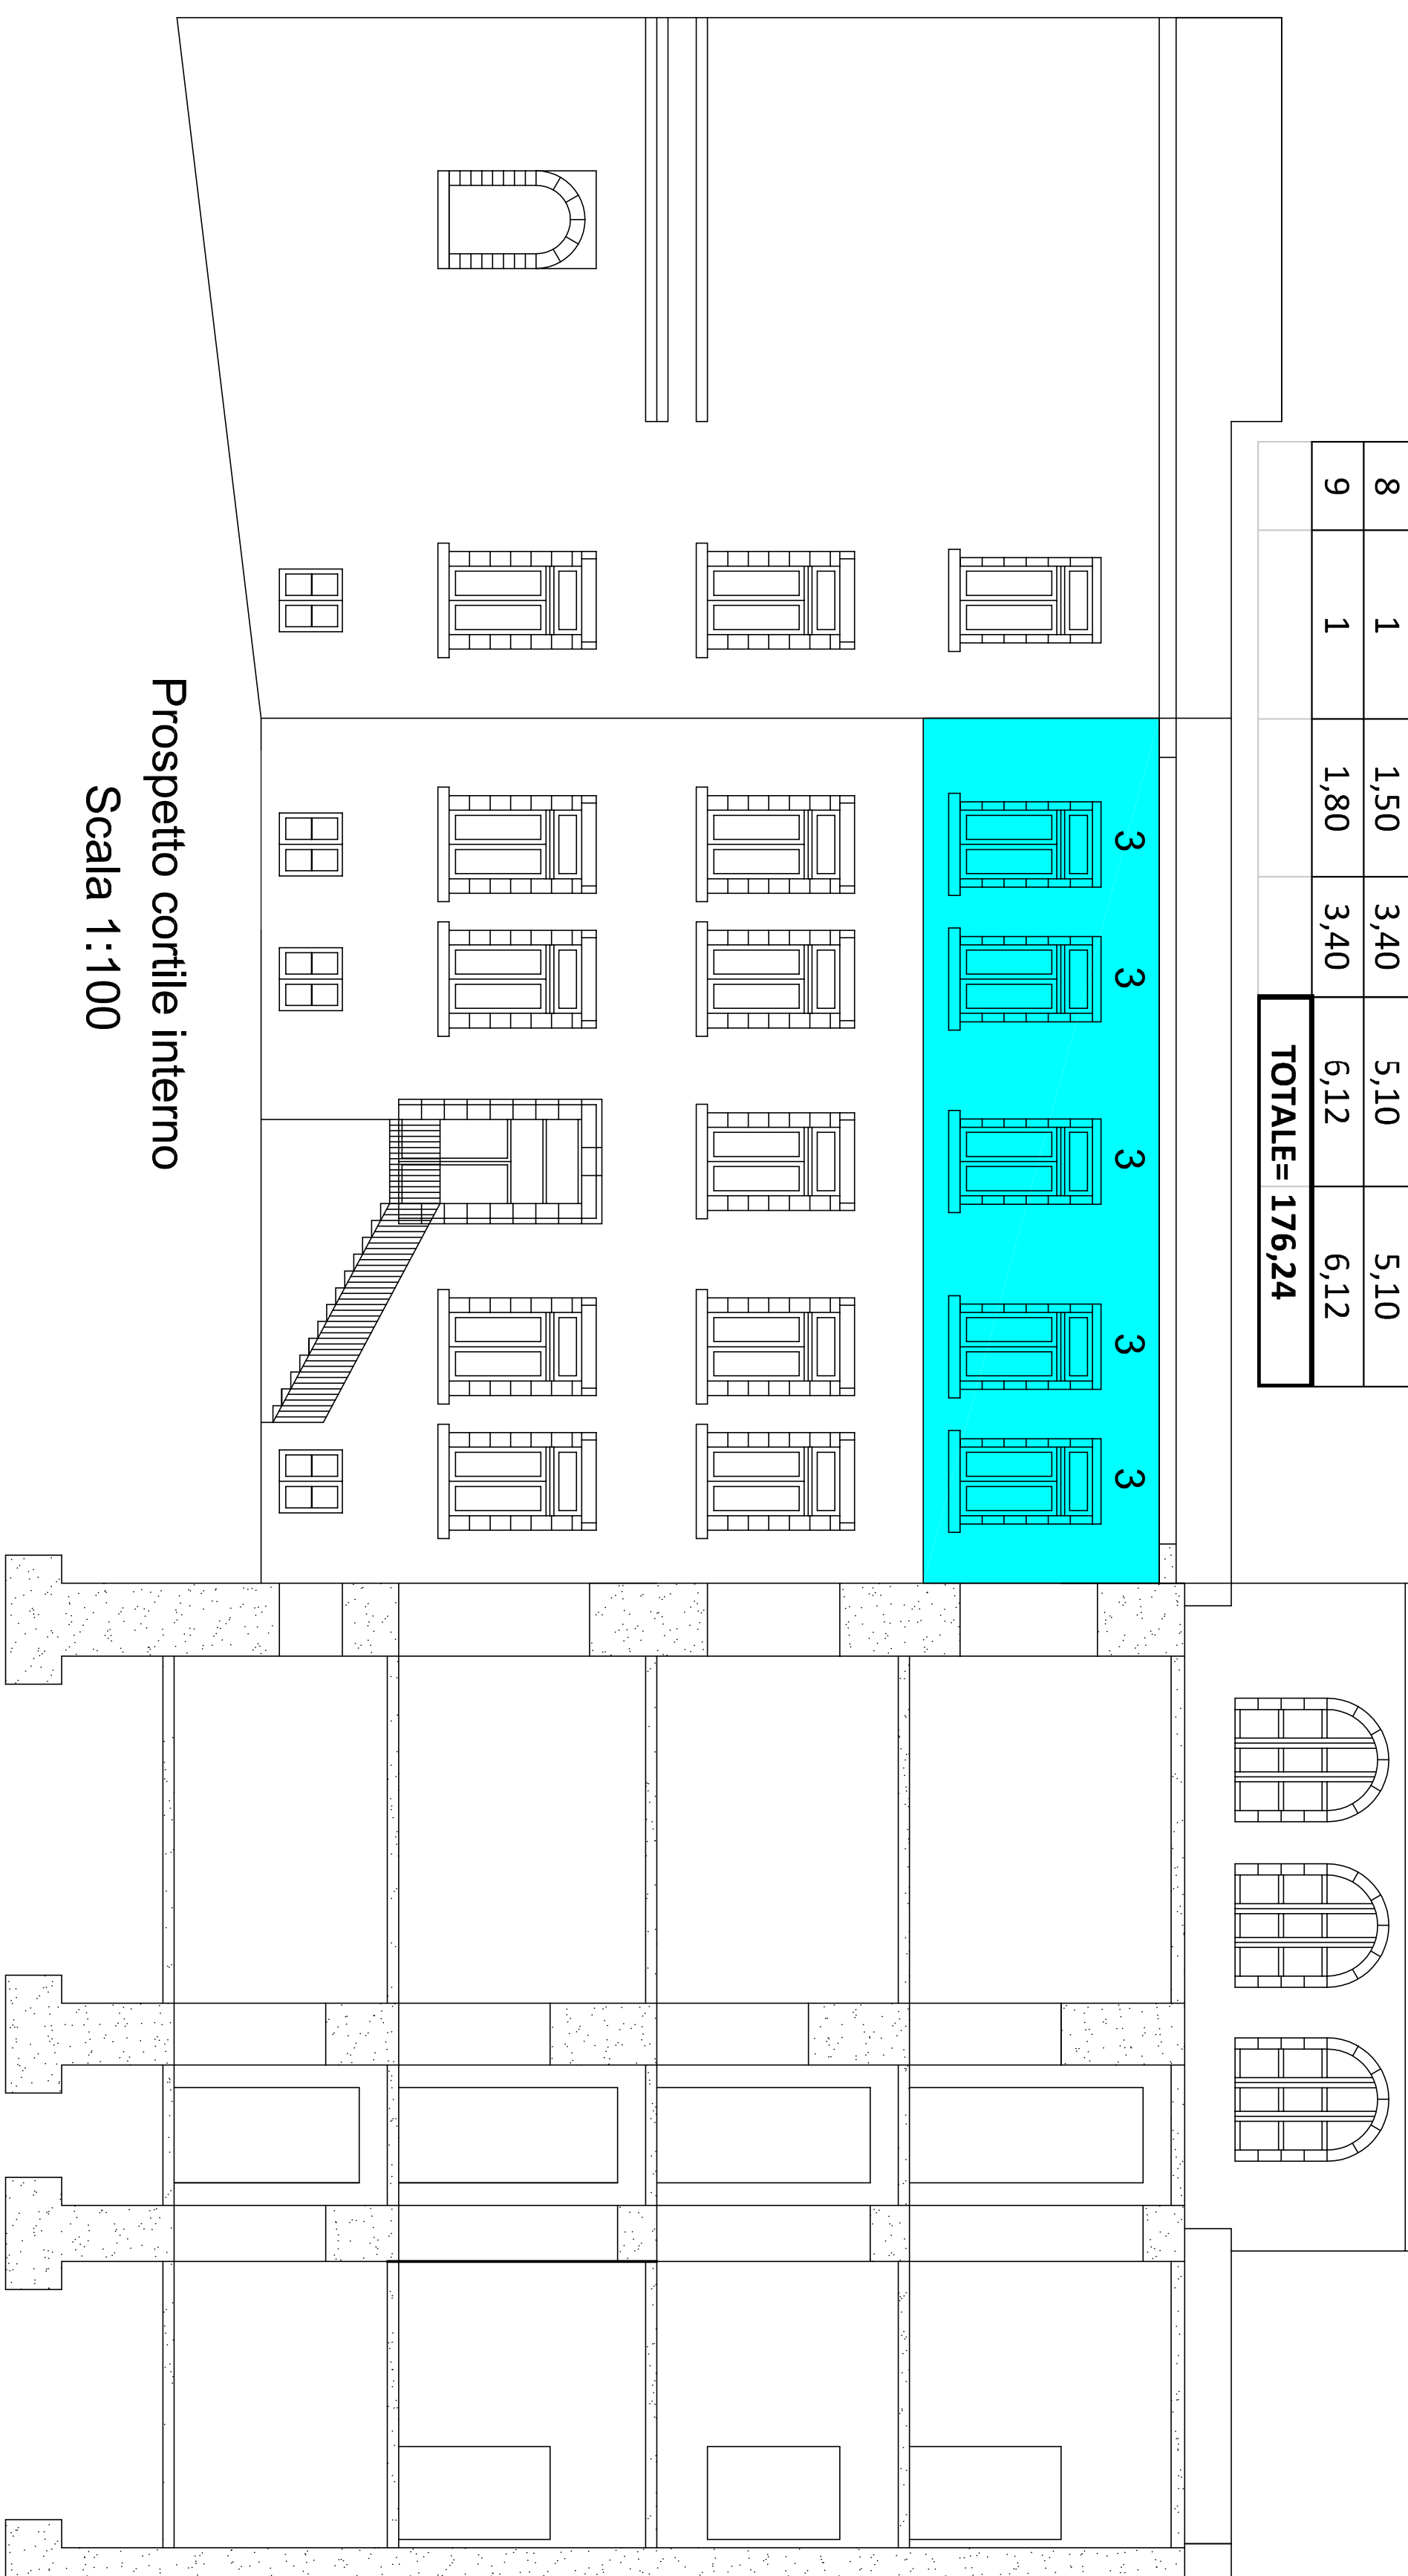 8 1 1,50 3,40 5,10 5,10
9 1 1,80 3,40 6,12 6,12
TOTALE= 176,24
3 3 3 3 3
Prospetto cortile interno
Scala 1:100